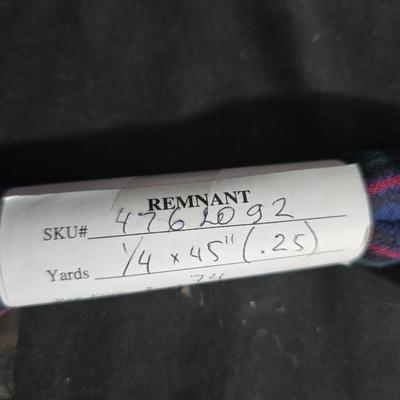 REMNANT
SKU# 4762092
Yards 1/4 x 45" (.25)